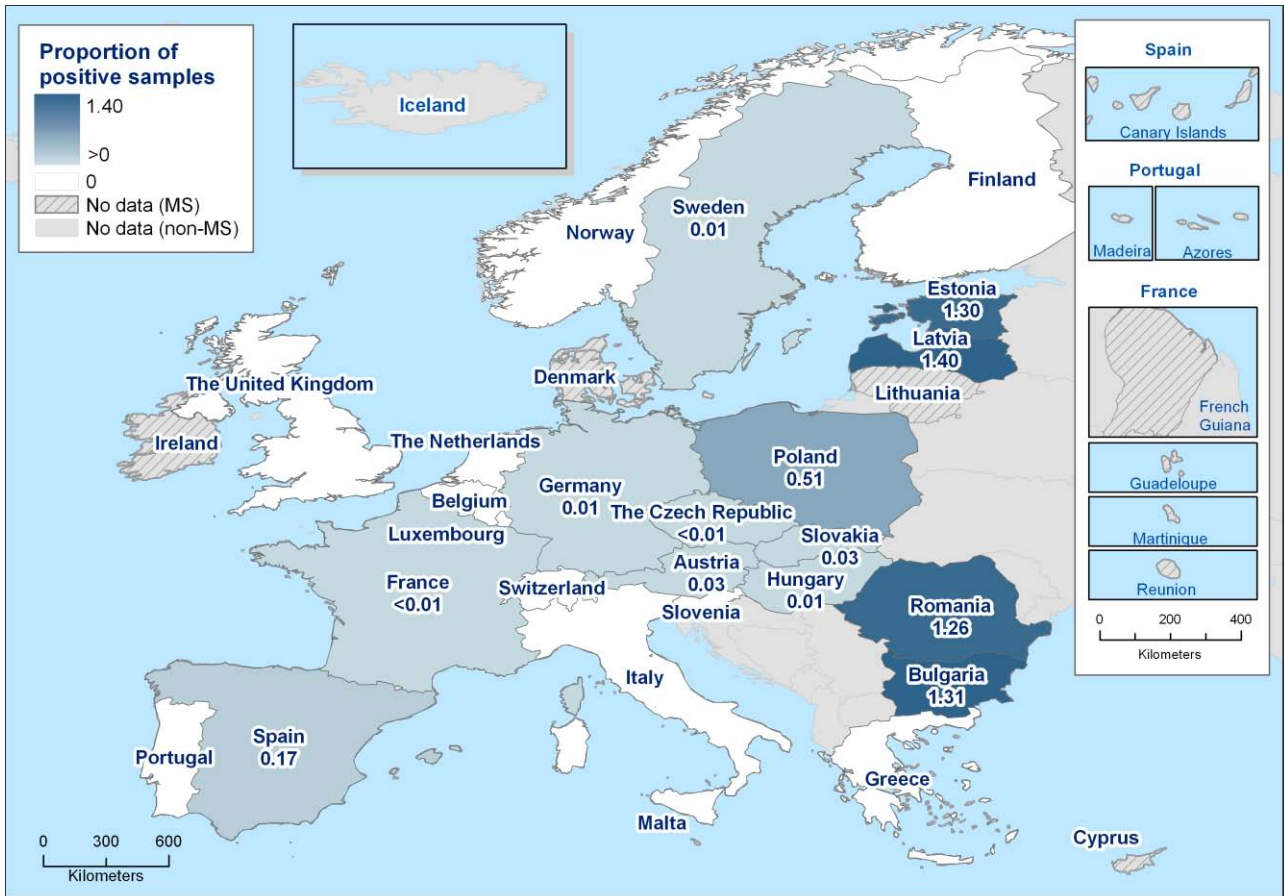 Proportion of
positive samples
1.40
>0
0
No data (MS)
No data (non-MS)
Iceland
Spain
Canary Islands
Portugal
Madeira
Azores
France
French
Guiana
Guadeloupe
Martinique
Reunion
0 200 400
Kilometers
Finland
Sweden
0.01
Norway
Estonia
1.30
Latvia
1.40
Lithuania
Denmark
The United Kingdom
Ireland
The Netherlands
Poland
0.51
Germany
0.01
Belgium
The Czech Republic
<0.01
Luxembourg
Slovakia
0.03
Austria
0.03
Hungary
0.01
France
<0.01
Switzerland
Slovenia
Romania
1.26
Italy
Bulgaria
1.31
Spain
0.17
Portugal
Greece
Malta
Cyprus
0 300 600
Kilometers